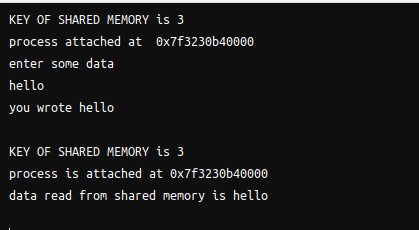 KEY OF SHARED MEMORY is 3
process attached at  0x7f3230b40000
enter some data
hello
you wrote hello
KEY OF SHARED MEMORY is 3
process is attached at 0x7f3230b40000
data read from shared memory is hello